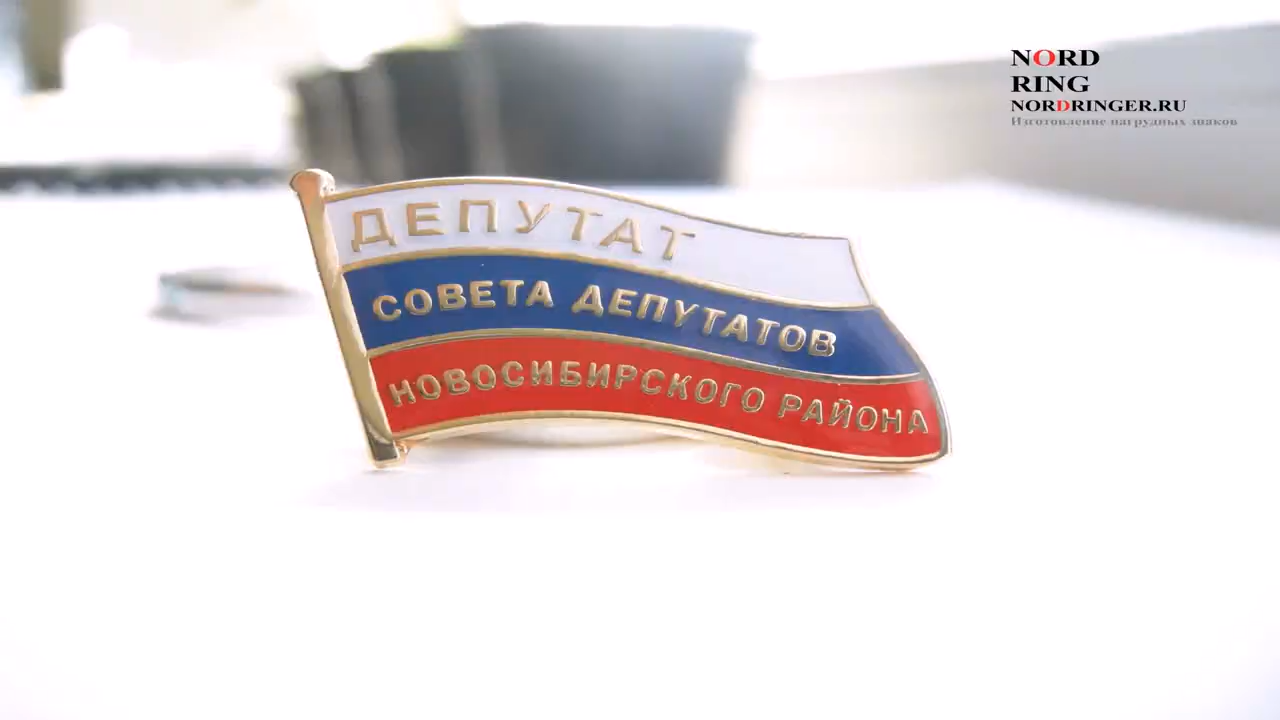 NORD
RING
NORDRINGER.RU
Изготовление нагрудных знаков
ДЕПУТАТ
СОВЕТА ДЕПУТАТОВ
НОВОСИБИРСКОГО РАЙОНА